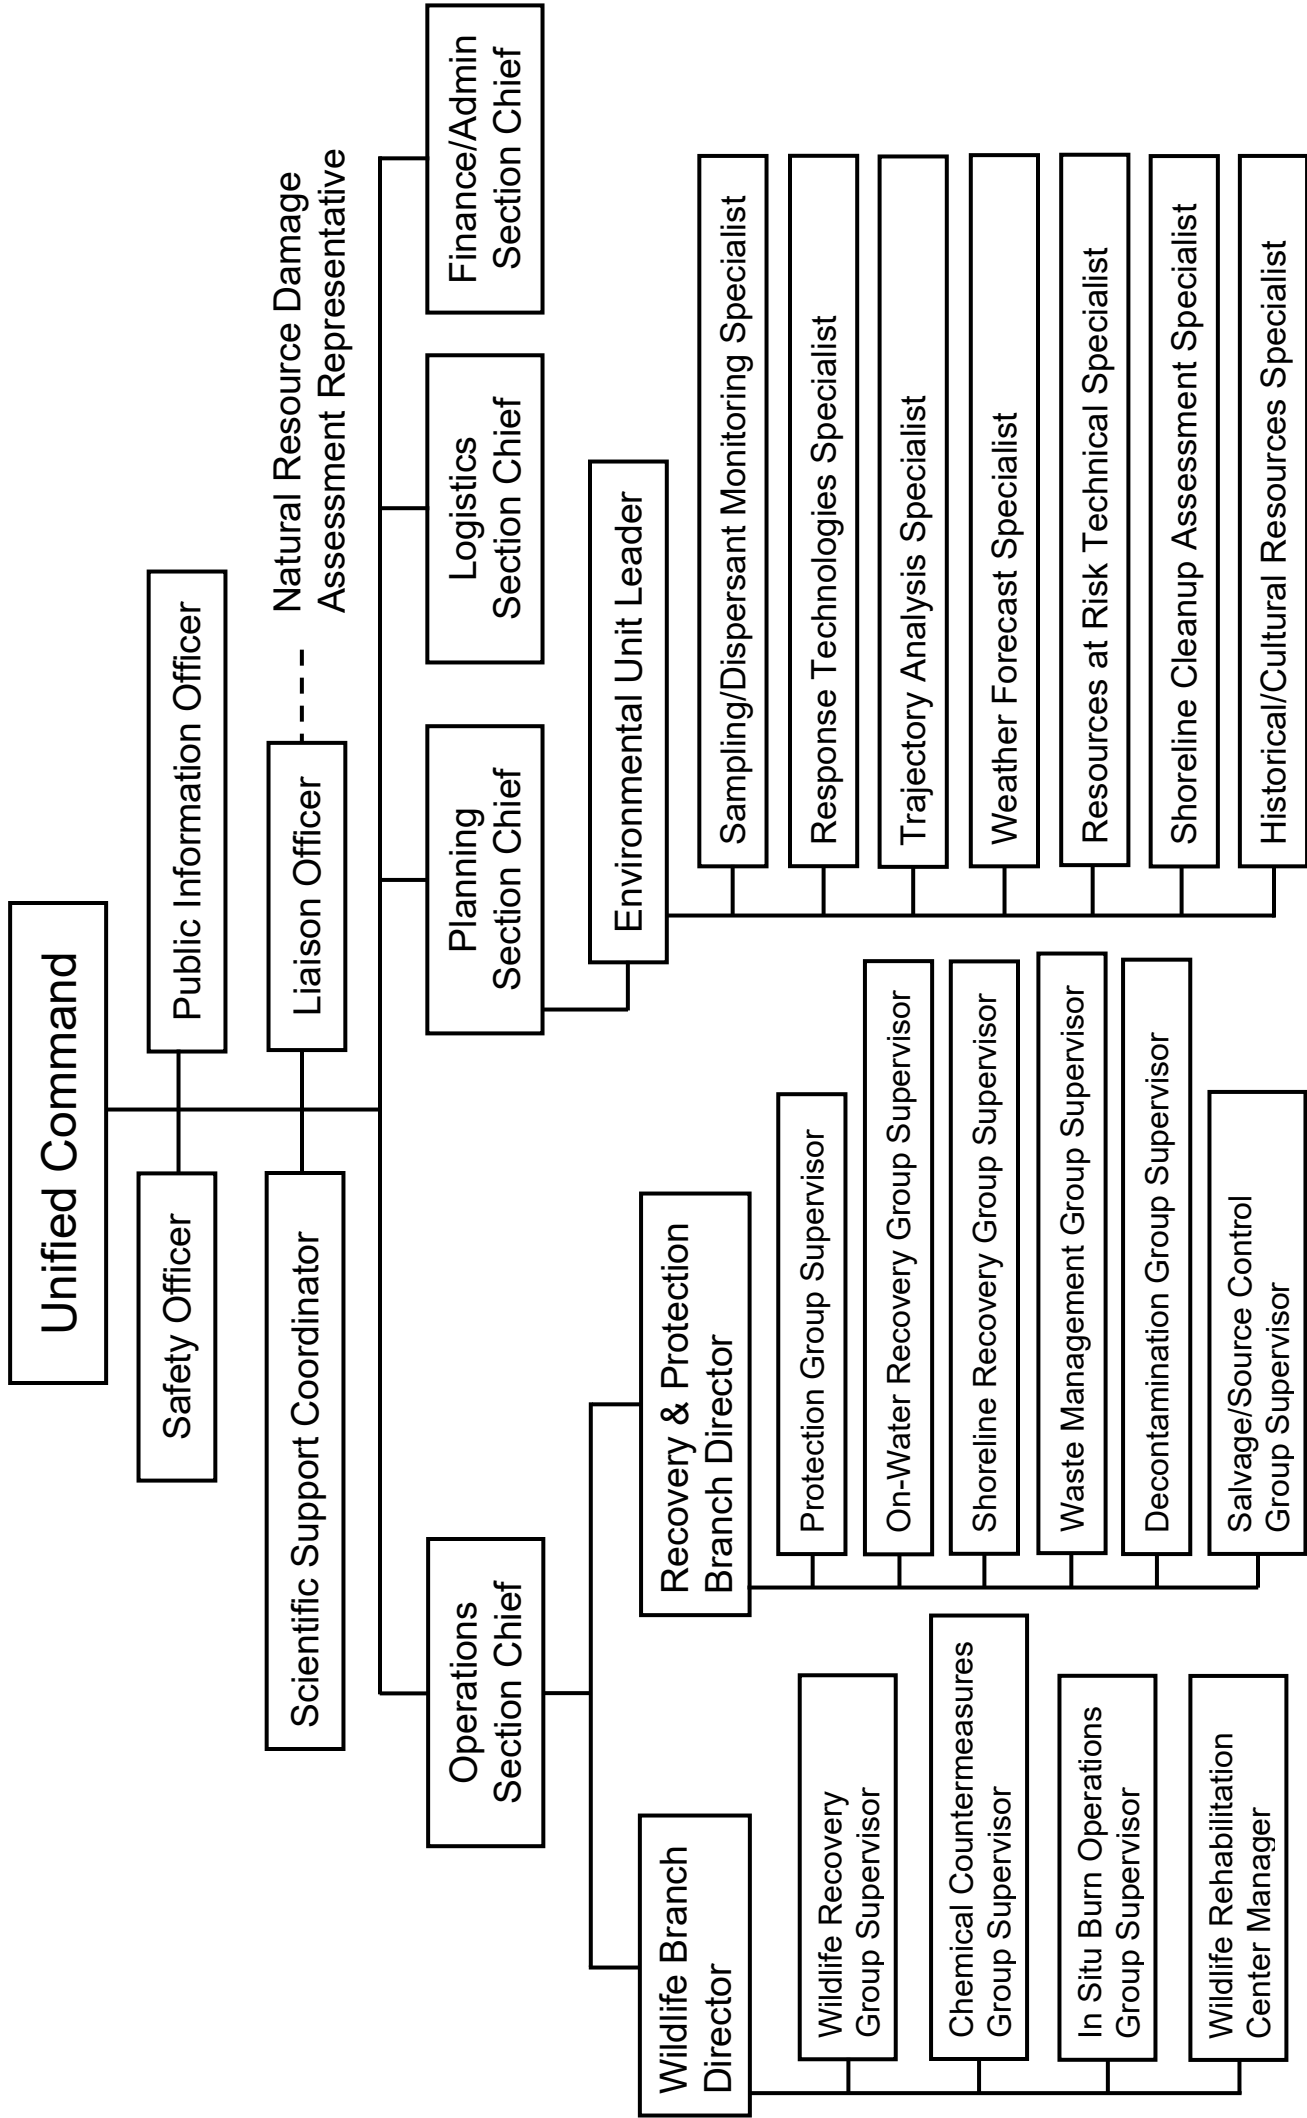 Unified Command
Safety Officer
Public Information Officer
Scientific Support Coordinator
Liaison Officer
Natural Resource Damage
Assessment Representative
Operations
Section Chief
Planning
Section Chief
Logistics
Section Chief
Finance/Admin
Section Chief
Wildlife Branch
Director
Wildlife Recovery
Group Supervisor
Chemical Countermeasures
Group Supervisor
In Situ Burn Operations
Group Supervisor
Wildlife Rehabilitation
Center Manager
Recovery & Protection
Branch Director
Protection Group Supervisor
On-Water Recovery Group Supervisor
Shoreline Recovery Group Supervisor
Waste Management Group Supervisor
Decontamination Group Supervisor
Salvage/Source Control
Group Supervisor
Environmental Unit Leader
Sampling/Dispersant Monitoring Specialist
Response Technologies Specialist
Trajectory Analysis Specialist
Weather Forecast Specialist
Resources at Risk Technical Specialist
Shoreline Cleanup Assessment Specialist
Historical/Cultural Resources Specialist